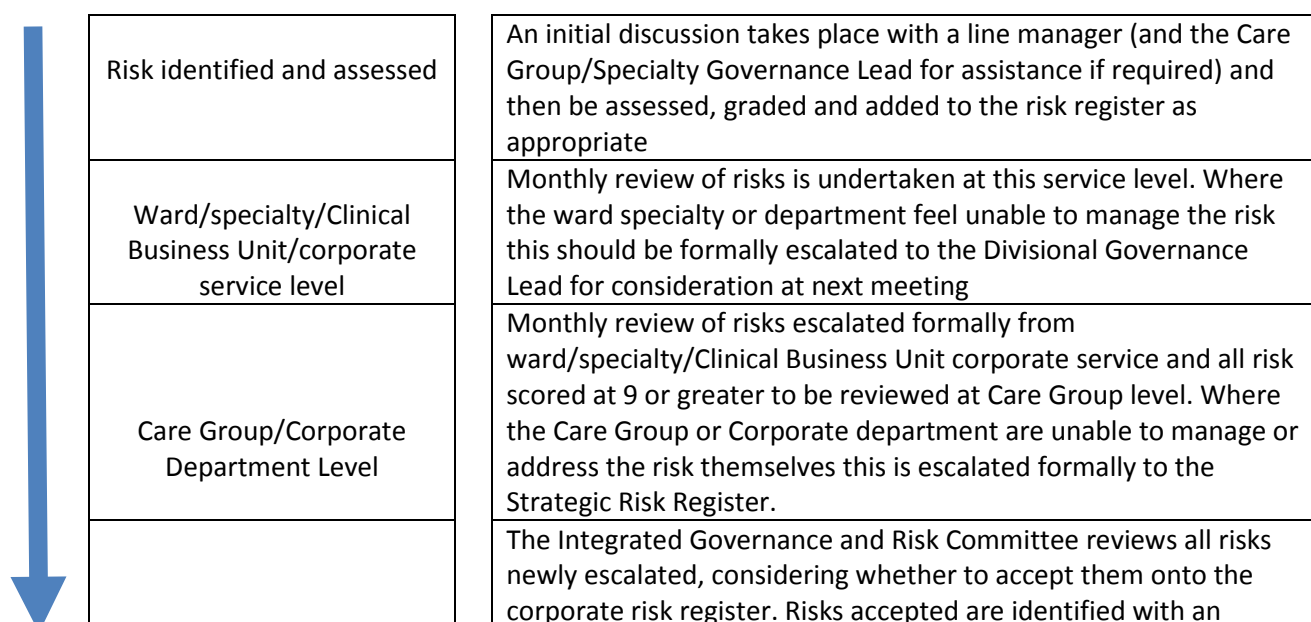 Risk identified and assessed
An initial discussion takes place with a line manager (and the Care
Group/Specialty Governance Lead for assistance if required) and
then be assessed, graded and added to the risk register as
appropriate
Ward/specialty/Clinical
Business Unit/corporate
service level
Monthly review of risks is undertaken at this service level. Where
the ward specialty or department feel unable to manage the risk
this should be formally escalated to the Divisional Governance
Lead for consideration at next meeting
Care Group/Corporate
Department Level
Monthly review of risks escalated formally from
ward/specialty/Clinical Business Unit corporate service and all risk
scored at 9 or greater to be reviewed at Care Group level. Where
the Care Group or Corporate department are unable to manage or
address the risk themselves this is escalated formally to the
Strategic Risk Register.
The Integrated Governance and Risk Committee reviews all risks
newly escalated, considering whether to accept them onto the
corporate risk register. Risks accepted are identified with an